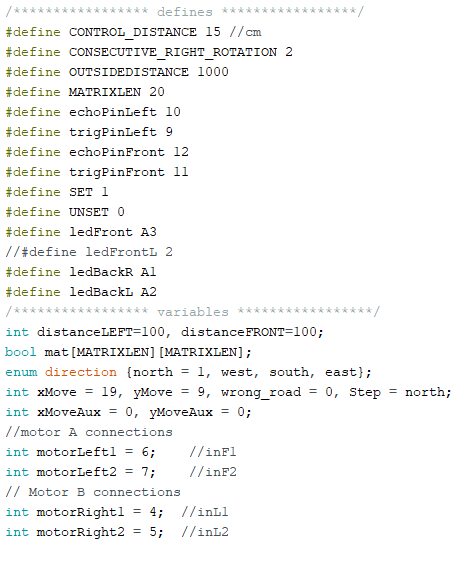 /***************** defines *****************/
#define CONTROL_DISTANCE 15 //cm
#define CONSECUTIVE_RIGHT_ROTATION 2
#define OUTSIDEDISTANCE 1000
#define MATRIXLEN 20
#define echoPinLeft 10
#define trigPinLeft 9
#define echoPinFront 12
#define trigPinFront 11
#define SET 1
#define UNSET 0
#define ledFront A3
//#define ledFrontL 2
#define ledBackR A1
#define ledBackL A2
/***************** variables *****************/
int distanceLEFT=100, distanceFRONT=100;
bool mat[MATRIXLEN][MATRIXLEN];
enum direction {north = 1, west, south, east};
int xMove = 19, yMove = 9, wrong_road = 0, Step = north;
int xMoveAux = 0, yMoveAux = 0;
//motor A connections
int motorLeft1 = 6;    //inF1
int motorLeft2 = 7;    //inF2
// Motor B connections
int motorRight1 = 4;  //inL1
int motorRight2 = 5;  //inL2